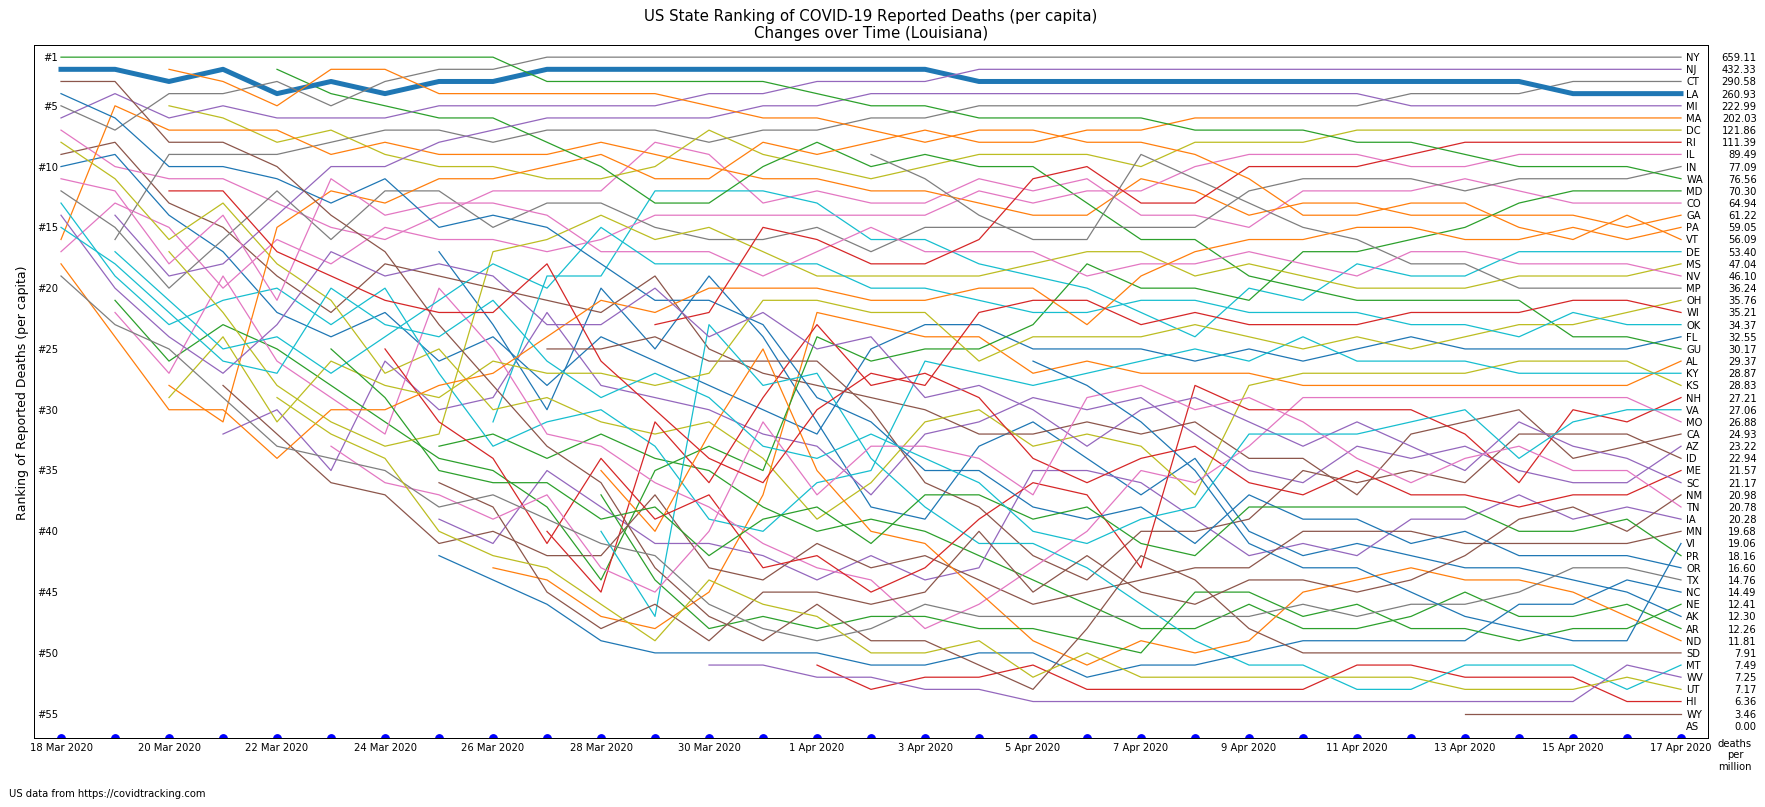 US State Ranking of COVID-19 Reported Deaths (per capita)
Changes over Time (Louisiana)
Ranking of Reported Deaths (per capita)
#1
#5
#10
#15
#20
#25
#30
#35
#40
#45
#50
#55
NY 659.11
NJ 432.33
CT 290.58
LA 260.93
MI 222.99
MA 202.03
DC 121.86
RI 111.39
IL 89.49
IN 77.09
WA 76.56
MD 70.30
CO 64.94
GA 61.22
PA 59.05
VT 56.09
DE 53.40
MS 47.04
NV 46.10
MP 36.24
OH 35.76
WI 35.21
OK 34.37
FL 32.55
GU 30.17
AL 29.37
KY 28.87
KS 28.83
NH 27.21
VA 27.06
MO 26.88
CA 24.93
AZ 23.22
ID 22.94
ME 21.57
SC 21.17
NM 20.98
TN 20.78
IA 20.28
MN 19.68
VI 19.06
PR 18.16
OR 16.60
TX 14.76
NC 14.49
NE 12.41
AK 12.30
AR 12.26
ND 11.81
SD 7.91
MT 7.49
WV 7.25
UT 7.17
HI 6.36
WY 3.46
AS 0.00
18 Mar 2020 20 Mar 2020 22 Mar 2020 24 Mar 2020 26 Mar 2020 28 Mar 2020 30 Mar 2020 1 Apr 2020 3 Apr 2020 5 Apr 2020 7 Apr 2020 9 Apr 2020 11 Apr 2020 13 Apr 2020 15 Apr 2020 17 Apr 2020
deaths
per
million
US data from https://covidtracking.com